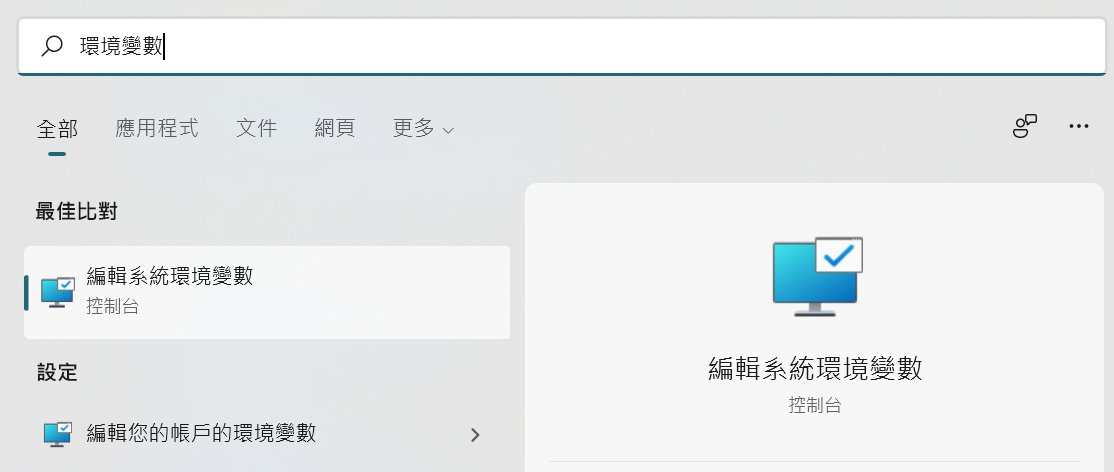 環境變數
全部 應用程式 文件 網頁 更多
最佳比對
編輯系統環境變數
控制台
設定
編輯您的帳戶的環境變數
編輯系統環境變數
控制台